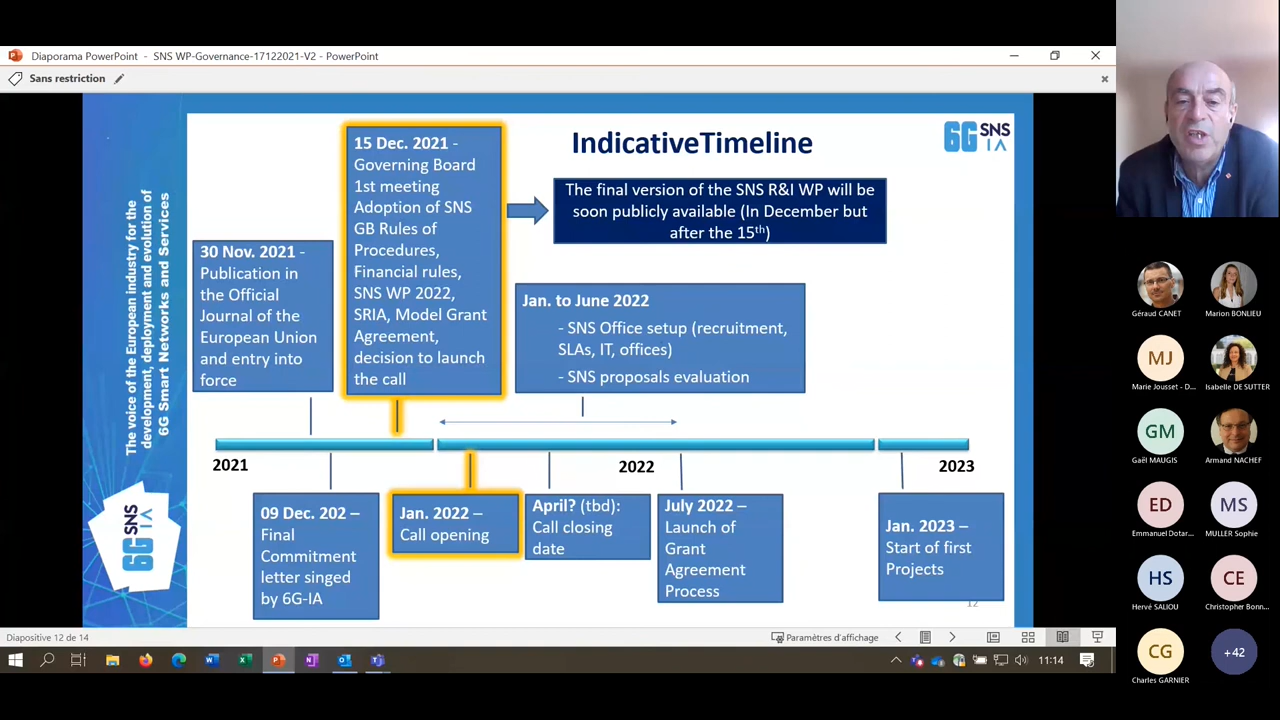 Diaporama PowerPoint - SNS WP-Governance-17122021-V2 - PowerPoint
Sans restriction
The voice of the European industry for the
development, deployment and evolution of
6G Smart Networks and Services
6G SNS
IA
IndicativeTimeline
6G SNS
IA
15 Dec. 2021 -
Governing Board
1st meeting
Adoption of SNS
GB Rules of
Procedures,
Financial rules,
SNS WP 2022,
SRIA, Model Grant
Agreement,
decision to launch
the call
The final version of the SNS R&I WP will be
soon publicly available (In December but
after the 15th)
30 Nov. 2021 -
Publication in
the Official
Journal of the
European Union
and entry into
force
Jan. to June 2022
- SNS Office setup (recruitment,
SLAs, IT, offices)
- SNS proposals evaluation
2021
2022
2023
09 Dec. 202 –
Final
Commitment
letter singed
by 6G-IA
Jan. 2022 –
Call opening
April? (tbd):
Call closing
date
July 2022 –
Launch of
Grant
Agreement
Process
Jan. 2023 –
Start of first
Projects
12
Diapositive 12 de 14
Paramètres d'affichage
11:14
Géraud CANET
Marion BONLIEU
MJ
Marie Jousset - D...
Isabelle DE SUTTER
GM
Gaël MAUGIS
Armand NACHEF
ED
Emmanuel Dotar...
MS
MULLER Sophie
HS
Hervé SALIOU
CE
Christopher Bonn...
CG
Charles GARNIER
+42